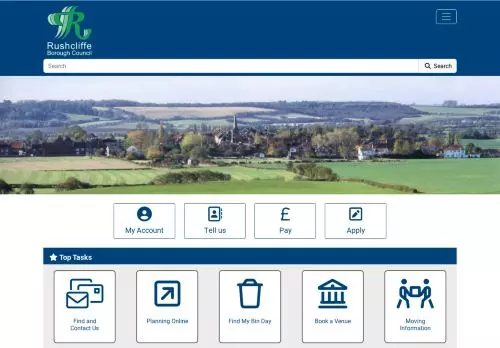 Rushcliffe
Borough Council
Search
Search
My Account
Tell us
Pay
Apply
Top Tasks
Find and
Contact Us
Planning Online
Find My Bin Day
Book a Venue
Moving
Information